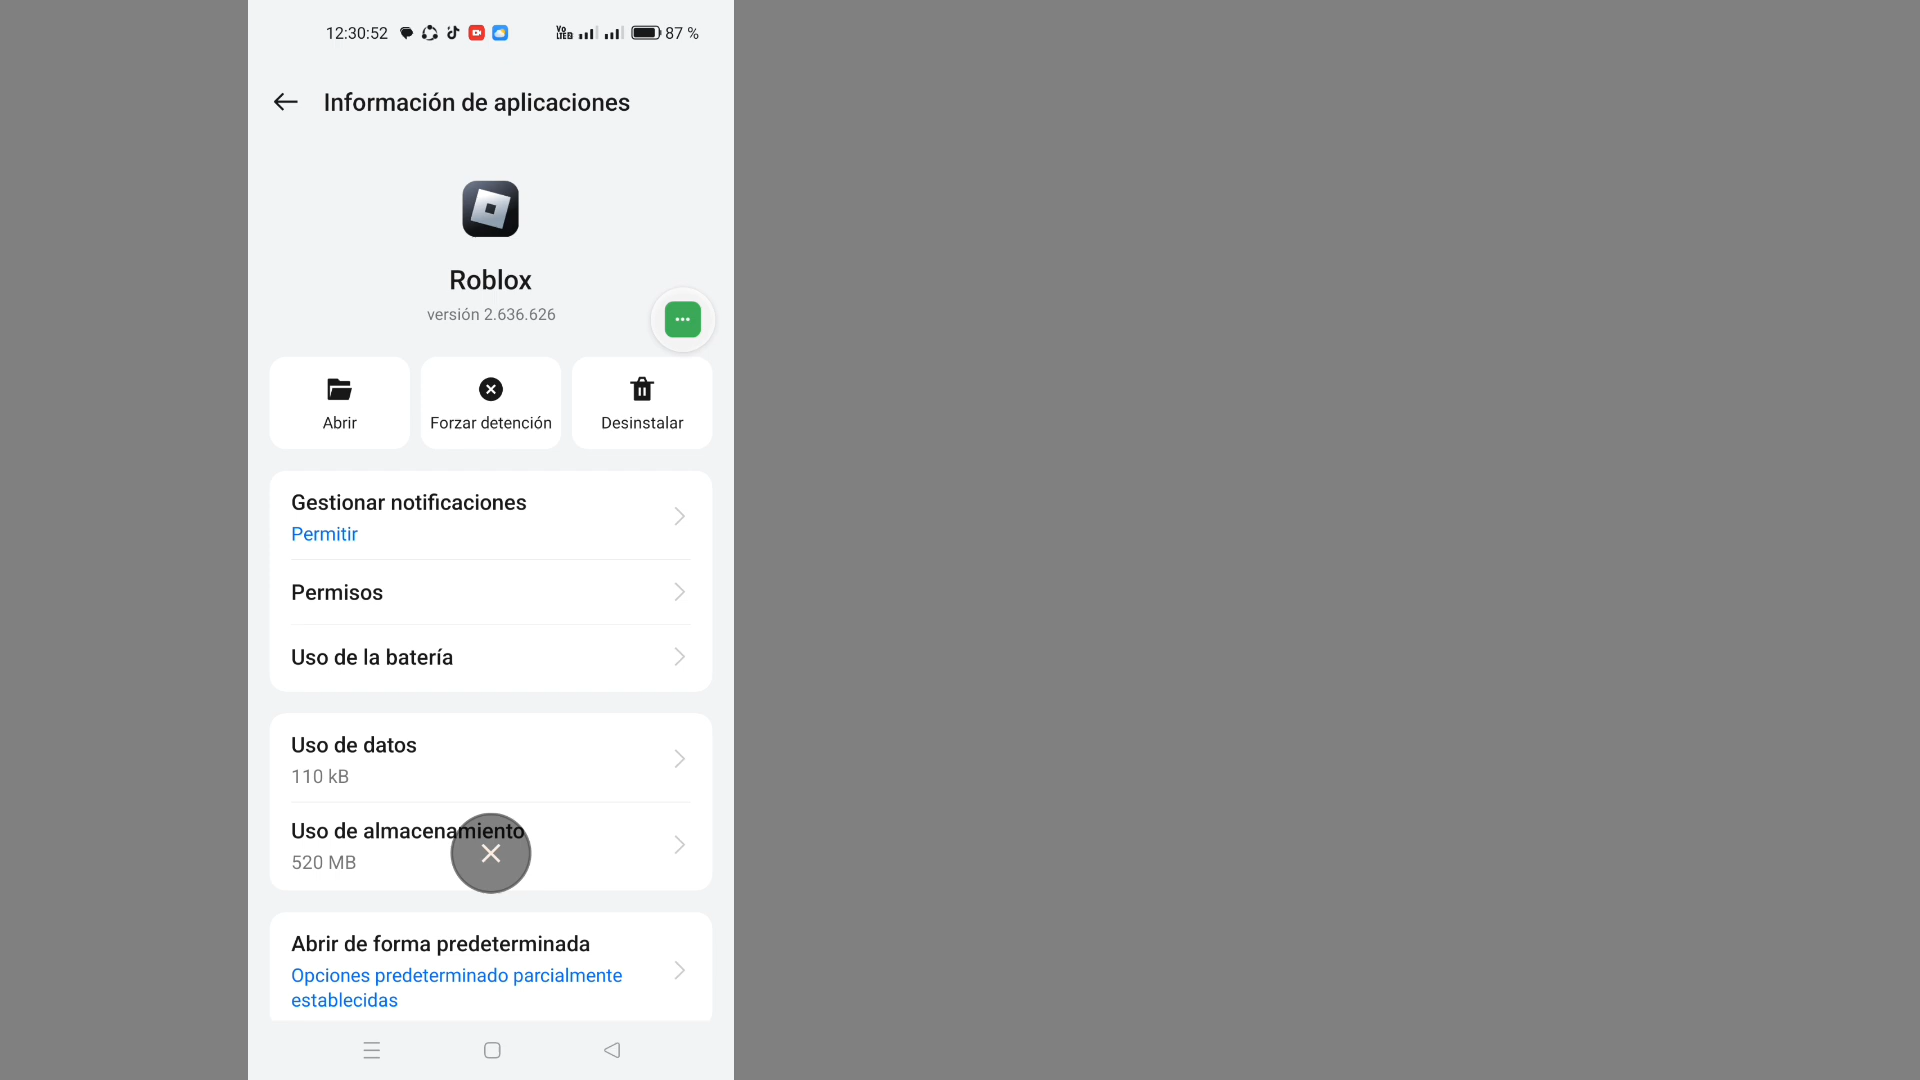 12:30:52 Vo LTE2 87 %
Información de aplicaciones
Roblox
versión 2.636.626
Abrir Forzar detención Desinstalar
Gestionar notificaciones
Permitir
Permisos
Uso de la batería
Uso de datos
110 kB
Uso de almacenamiento
520 MB
Abrir de forma predeterminada
Opciones predeterminado parcialmente
establecidas